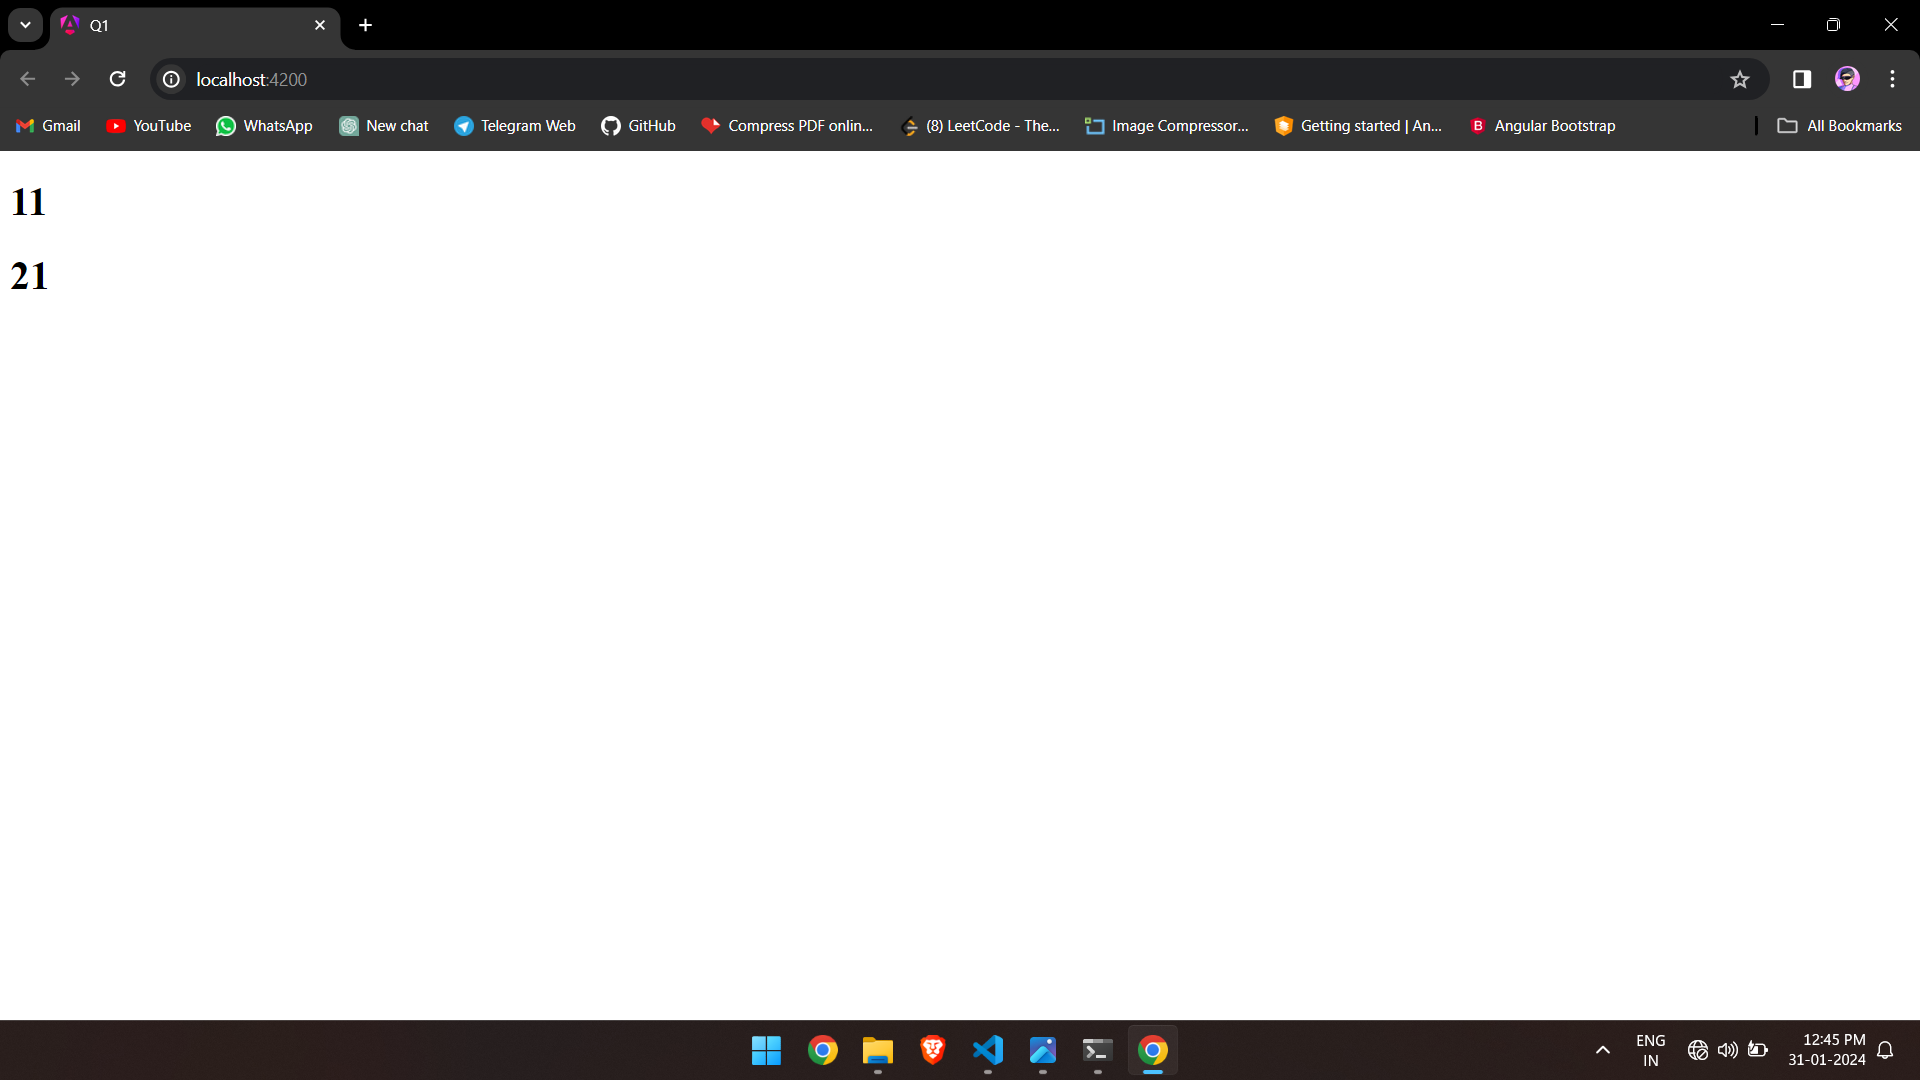 Q1
localhost:4200
Gmail YouTube WhatsApp New chat Telegram Web GitHub Compress PDF onlin... (8) LeetCode - The... Image Compressor... Getting started | An... Angular Bootstrap All Bookmarks
11
21
ENG
IN
12:45 PM
31-01-2024